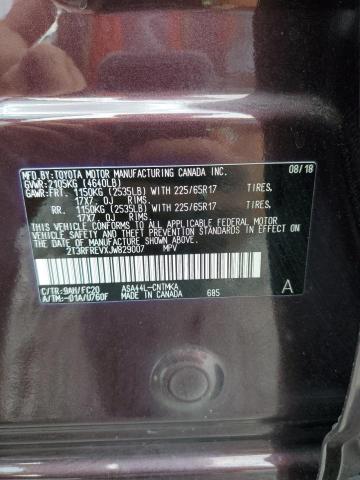 MFD.BY:TOYOTA MOTOR MANUFACTURING CANADA INC.
08/18
GVWR:2105KG (4640LB)
GAWR:FRT. 1150KG (2535LB) WITH 225/65R17 TIRES,
17X7.0J RIMS.
RR. 1150KG (2535LB) WITH 225/65R17 TIRES,
17X7.0J RIMS.
THIS VEHICLE CONFORMS TO ALL APPLICABLE FEDERAL MOTOR
VEHICLE SAFETY, BUMPER, AND THEFT PREVENTION STANDARDS IN
EFFECT ON THE DATE OF MANUFACTURE SHOWN ABOVE.
2T3RFREVXJW829007 MPV
C/TR:9AH/FC20 ASA44L-CNTMKA
A/TM:-01A/U760F MADE IN CANADA 685
A